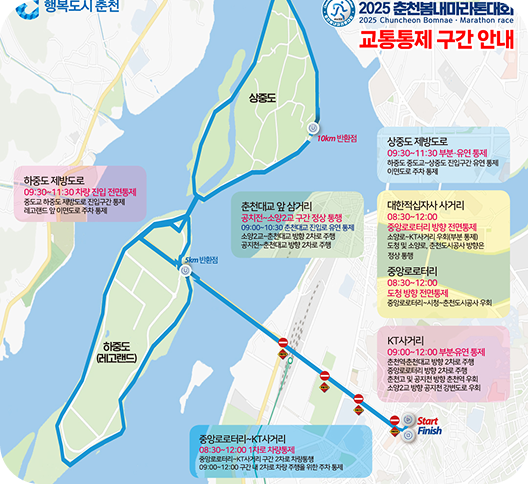 행복도시 춘천
2025 춘천봄내마라톤대회
2025 Chuncheon Bomnae · Marathon race
교통통제 구간 안내
상중도
10km 반환점
상중도 제방도로
09:30~11:30 부분·유연 통제
하중도 중도교~상중도 진입구간 유연 통제
이면도로 주차 통제
하중도 제방도로
09:30~11:30 차량 진입 전면통제
중도교 하중도 제방도로 진입구간 통제
레고랜드 앞 이면도로 주차 통제
춘천대교 앞 삼거리
공지천~소양2교 구간 정상 통행
09:00~10:30 춘천대교 진입로 유연 통제
소양2교~춘천대교 방향 2차로 주행
공지천~춘천대교 방향 2차로 주행
대한적십자사 사거리
08:30~12:00
중앙로로터리 방향 전면통제
소양로~KT사거리 우회(부분 통제)
도청 및 소양로, 춘천도시공사 방향은
정상 통행
중앙로터리
08:30~12:00
도청 방향 전면통제
중앙로로터리~시청~춘천도시공사 우회
5km 반환점
하중도
(레고랜드)
KT사거리
09:00~12:00 부분·유연 통제
춘천역·춘천대교 방향 2차로 주행
중앙로로터리 방향 2차로 주행
춘천고 및 공지천 방향 춘천역 우회
소양2교 방향 공지천 강변도로 우회
Start
Finish
중앙로로터리~KT사거리
08:30~12:00 1차로 차량통제
중앙로로터리~KT사거리 구간 2차로 차량통행
09:00~12:00 구간 내 2차로 차량 주행을 위한 주차 통제